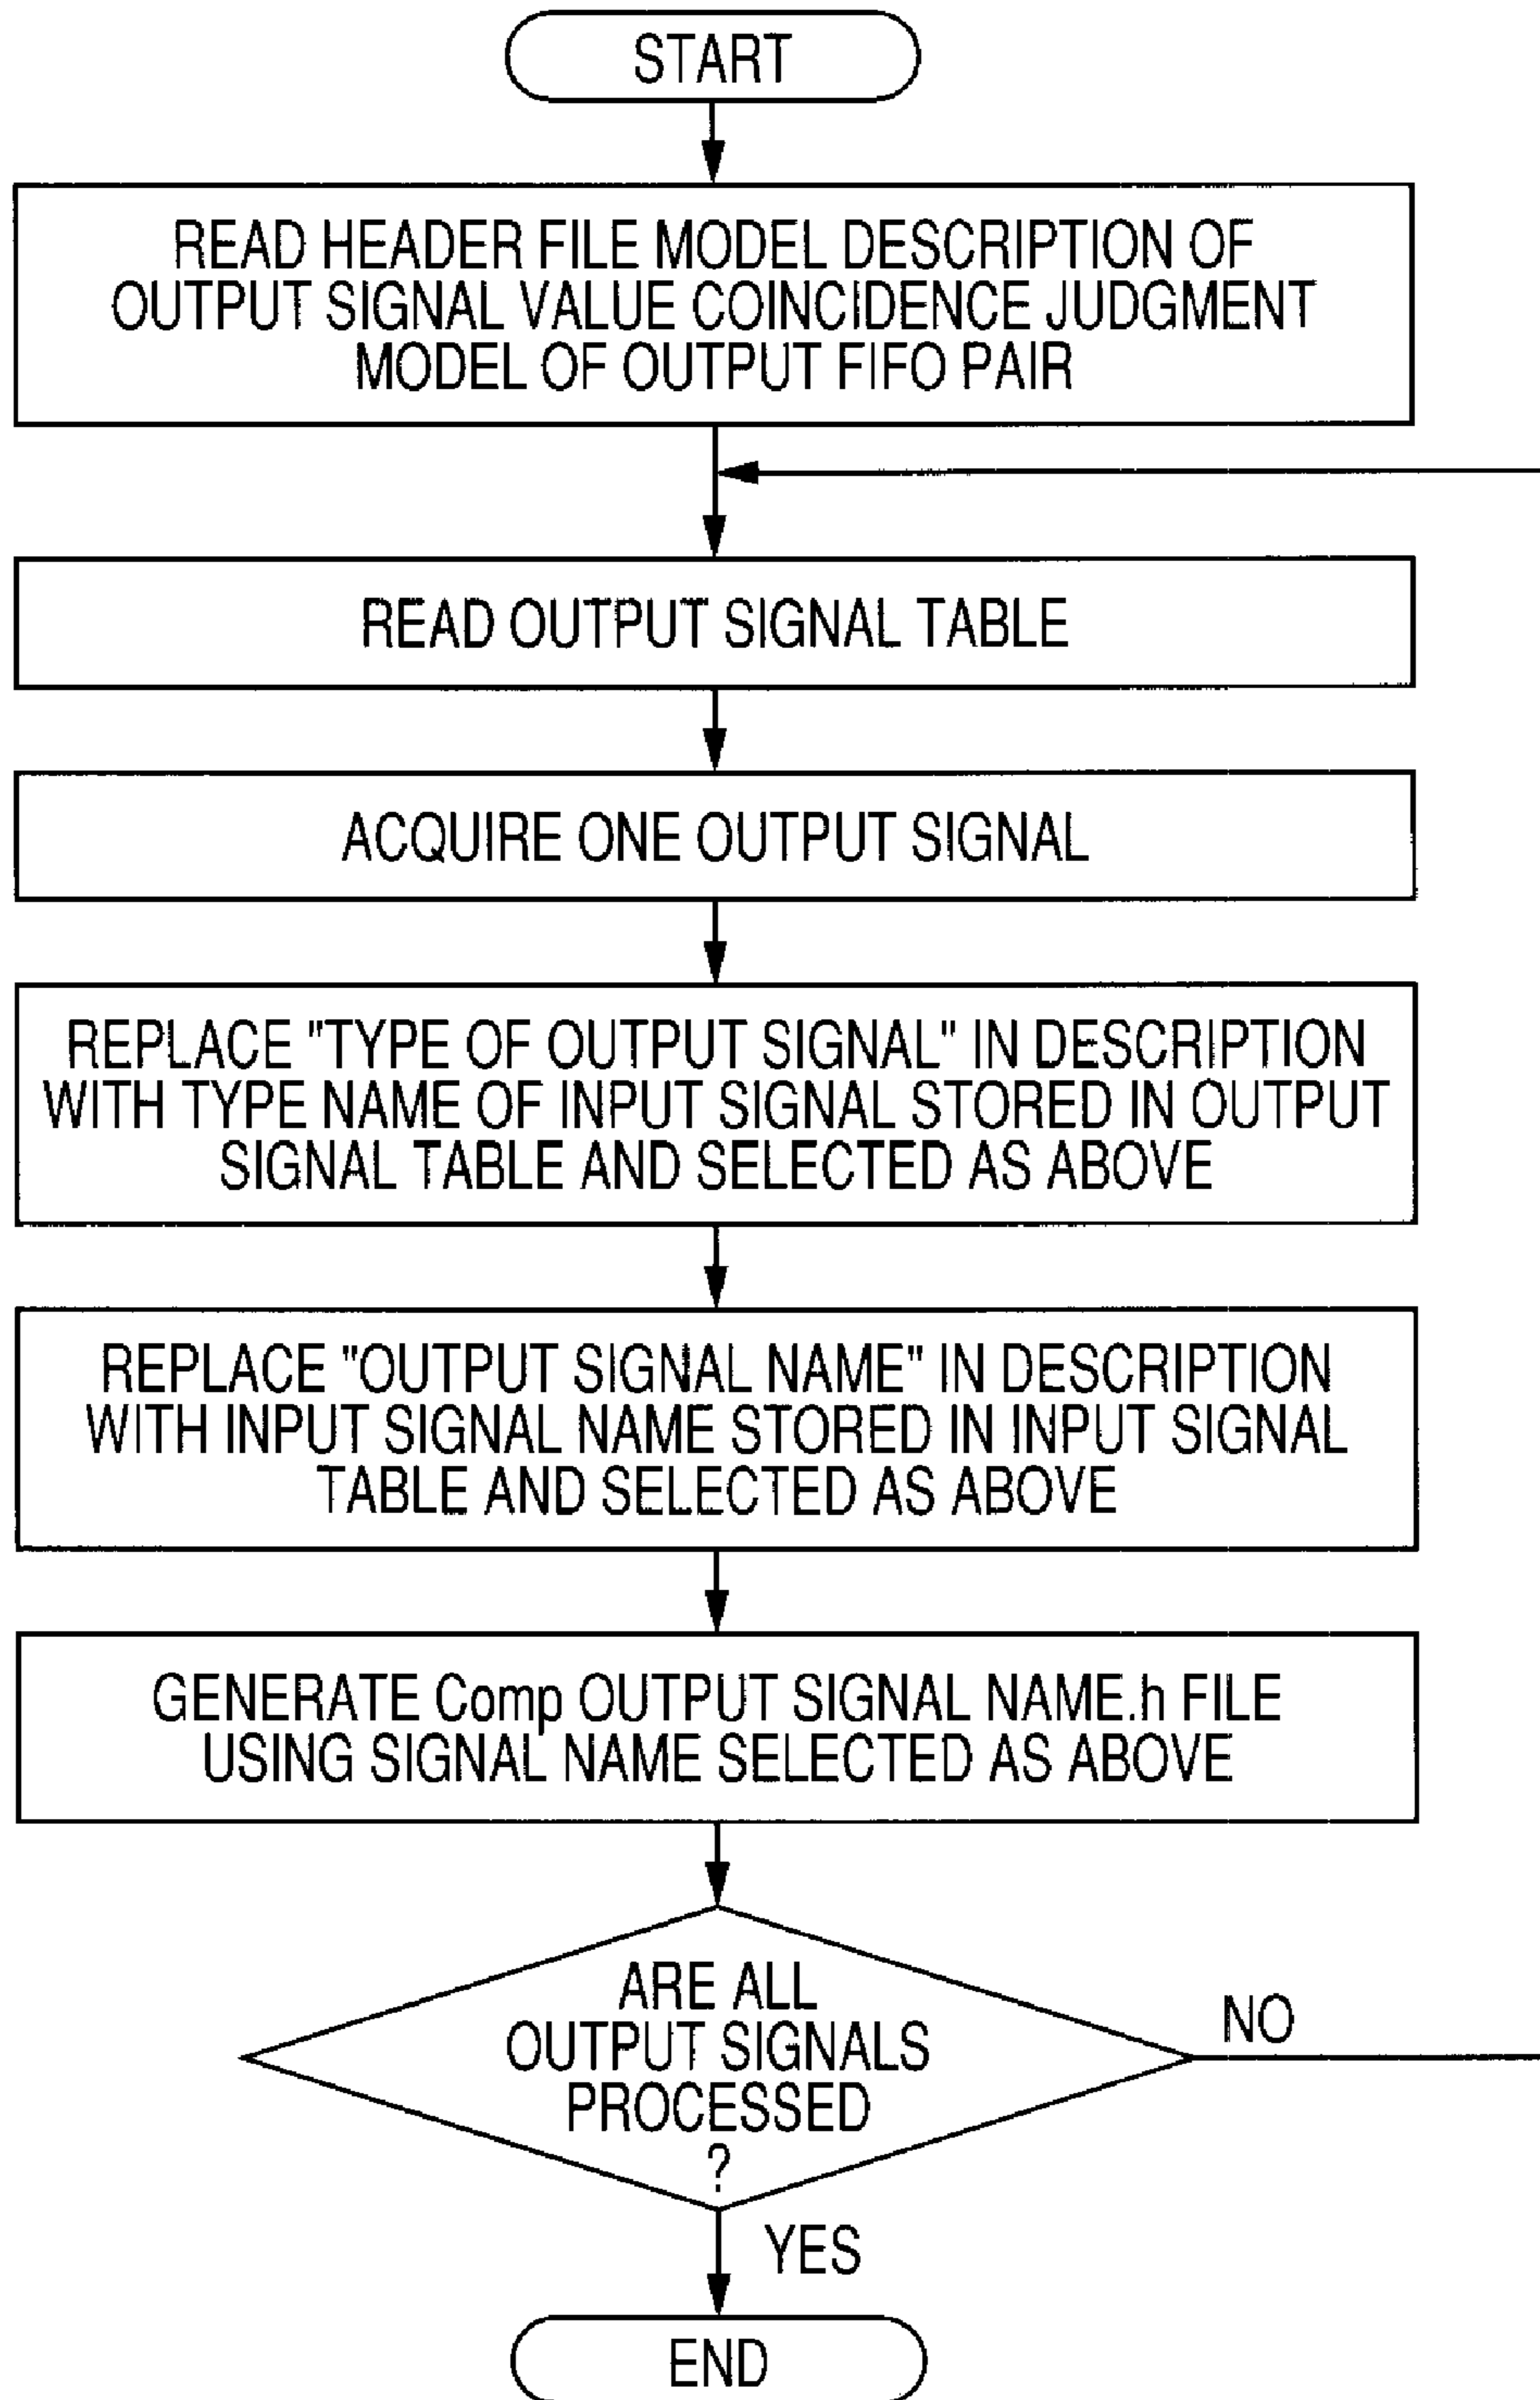 START
READ HEADER FILE MODEL DESCRIPTION OF
OUTPUT SIGNAL VALUE COINCIDENCE JUDGMENT
MODEL OF OUTPUT FIFO PAIR
READ OUTPUT SIGNAL TABLE
ACQUIRE ONE OUTPUT SIGNAL
REPLACE "TYPE OF OUTPUT SIGNAL" IN DESCRIPTION
WITH TYPE NAME OF INPUT SIGNAL STORED IN OUTPUT
SIGNAL TABLE AND SELECTED AS ABOVE
REPLACE "OUTPUT SIGNAL NAME" IN DESCRIPTION
WITH INPUT SIGNAL NAME STORED IN INPUT SIGNAL
TABLE AND SELECTED AS ABOVE
GENERATE Comp OUTPUT SIGNAL NAME.h FILE
USING SIGNAL NAME SELECTED AS ABOVE
ARE ALL
OUTPUT SIGNALS
PROCESSED
?
NO
YES
END